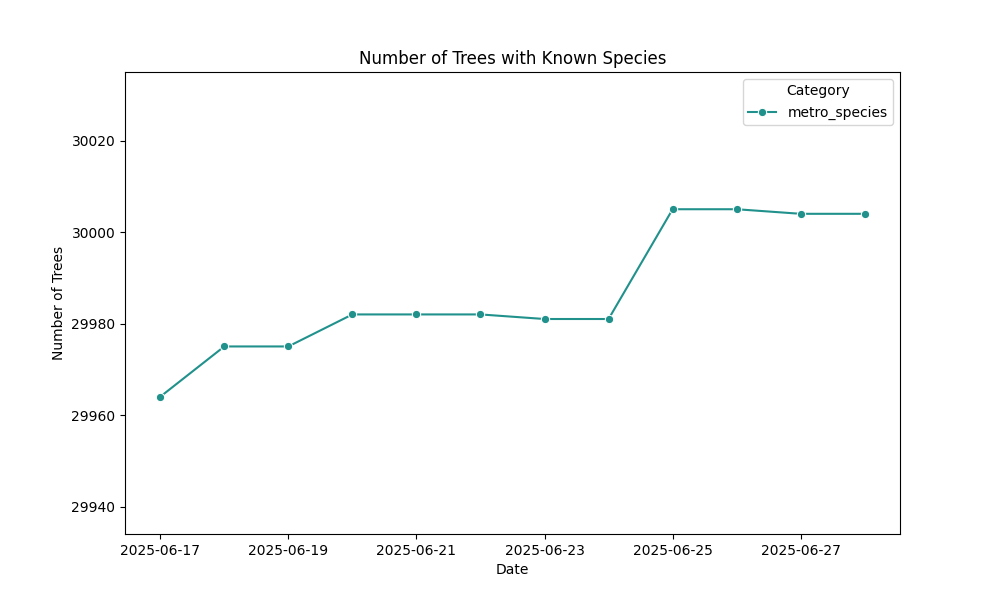 Number of Trees with Known Species
Category
metro_species
30020
30000
29980
29960
29940
Number of Trees
2025-06-17 2025-06-19 2025-06-21 2025-06-23 2025-06-25 2025-06-27
Date